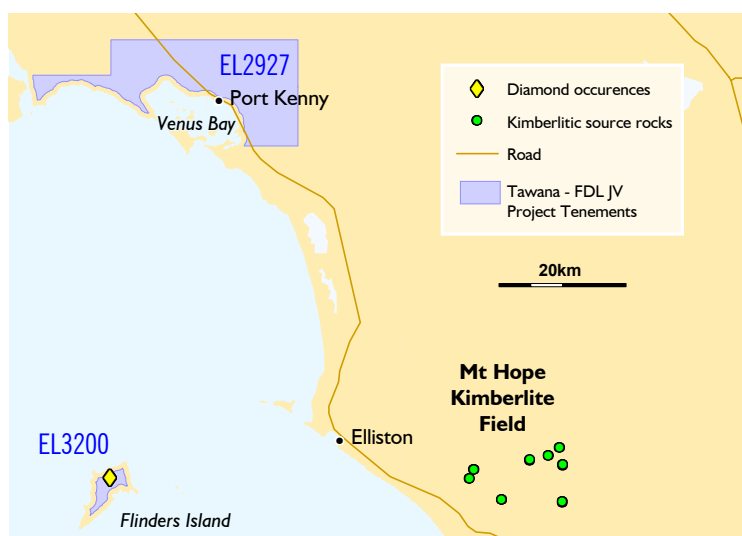 EL2927
Port Kenny
Venus Bay
Diamond occurences
Kimberlitic source rocks
Road
Tawana - FDL JV
Project Tenements
20km
Mt Hope
Kimberlite
Field
Elliston
EL3200
Flinders Island